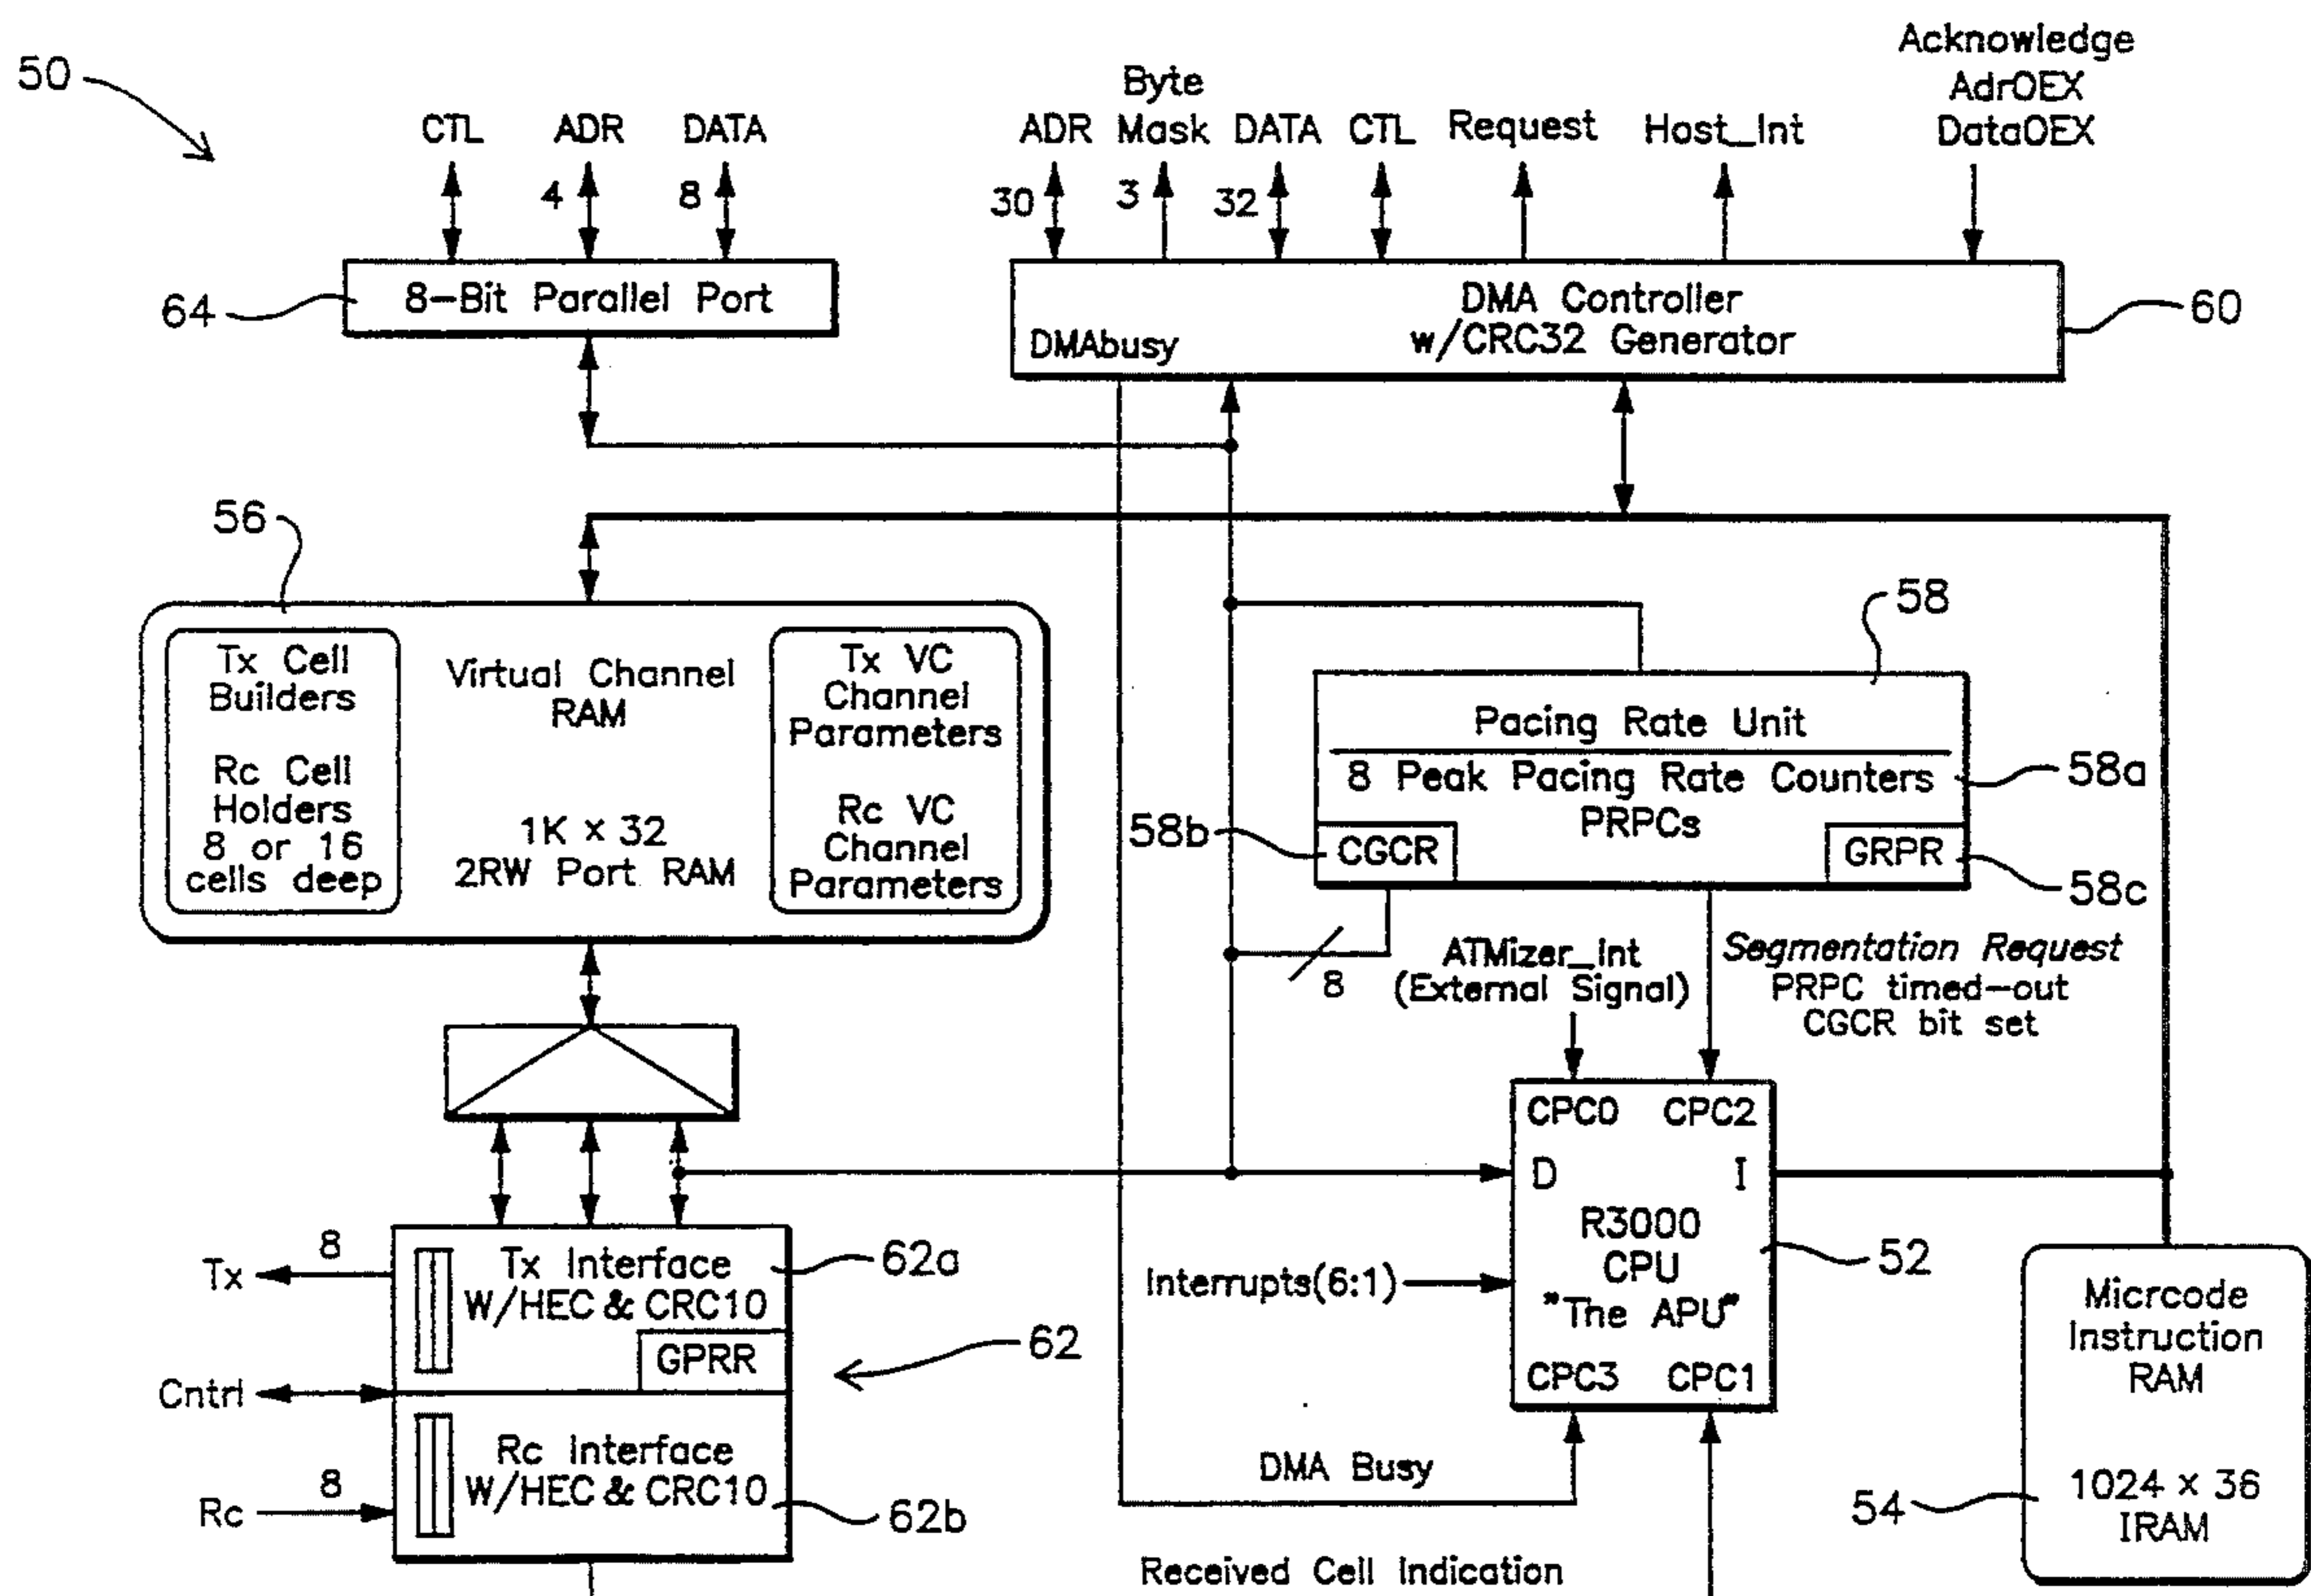 50
CTL ADR DATA
4 8
8-Bit Parallel Port
64
Byte
ADR Mask DATA CTL Request Host_Int
30 3 32
Acknowledge
AdrOEX
DataOEX
DMA Controller
w/CRC32 Generator
DMAbusy
60
56
Tx Cell
Builders
Rc Cell
Holders
8 or 16
cells deep
Virtual Channel
RAM
1K × 32
2RW Port RAM
Tx VC
Channel
Parameters
Rc VC
Channel
Parameters
58
Pacing Rate Unit
8 Peak Pacing Rate Counters
PRPCs
58a
58b
CGCR
GRPR
58c
8
ATMizer_Int
(External Signal)
Segmentation Request
PRPC timed-out
CGCR bit set
CPC0 CPC2
D I
R3000
CPU
"The APU"
CPC3 CPC1
52
Interrupts(6:1)
DMA Busy
Received Cell Indication
Micrcode
Instruction
RAM
1024 × 36
IRAM
54
Tx 8
Tx Interface
W/HEC & CRC10
62a
GPRR
62
Cntrl
Rc 8
Rc Interface
W/HEC & CRC10
62b